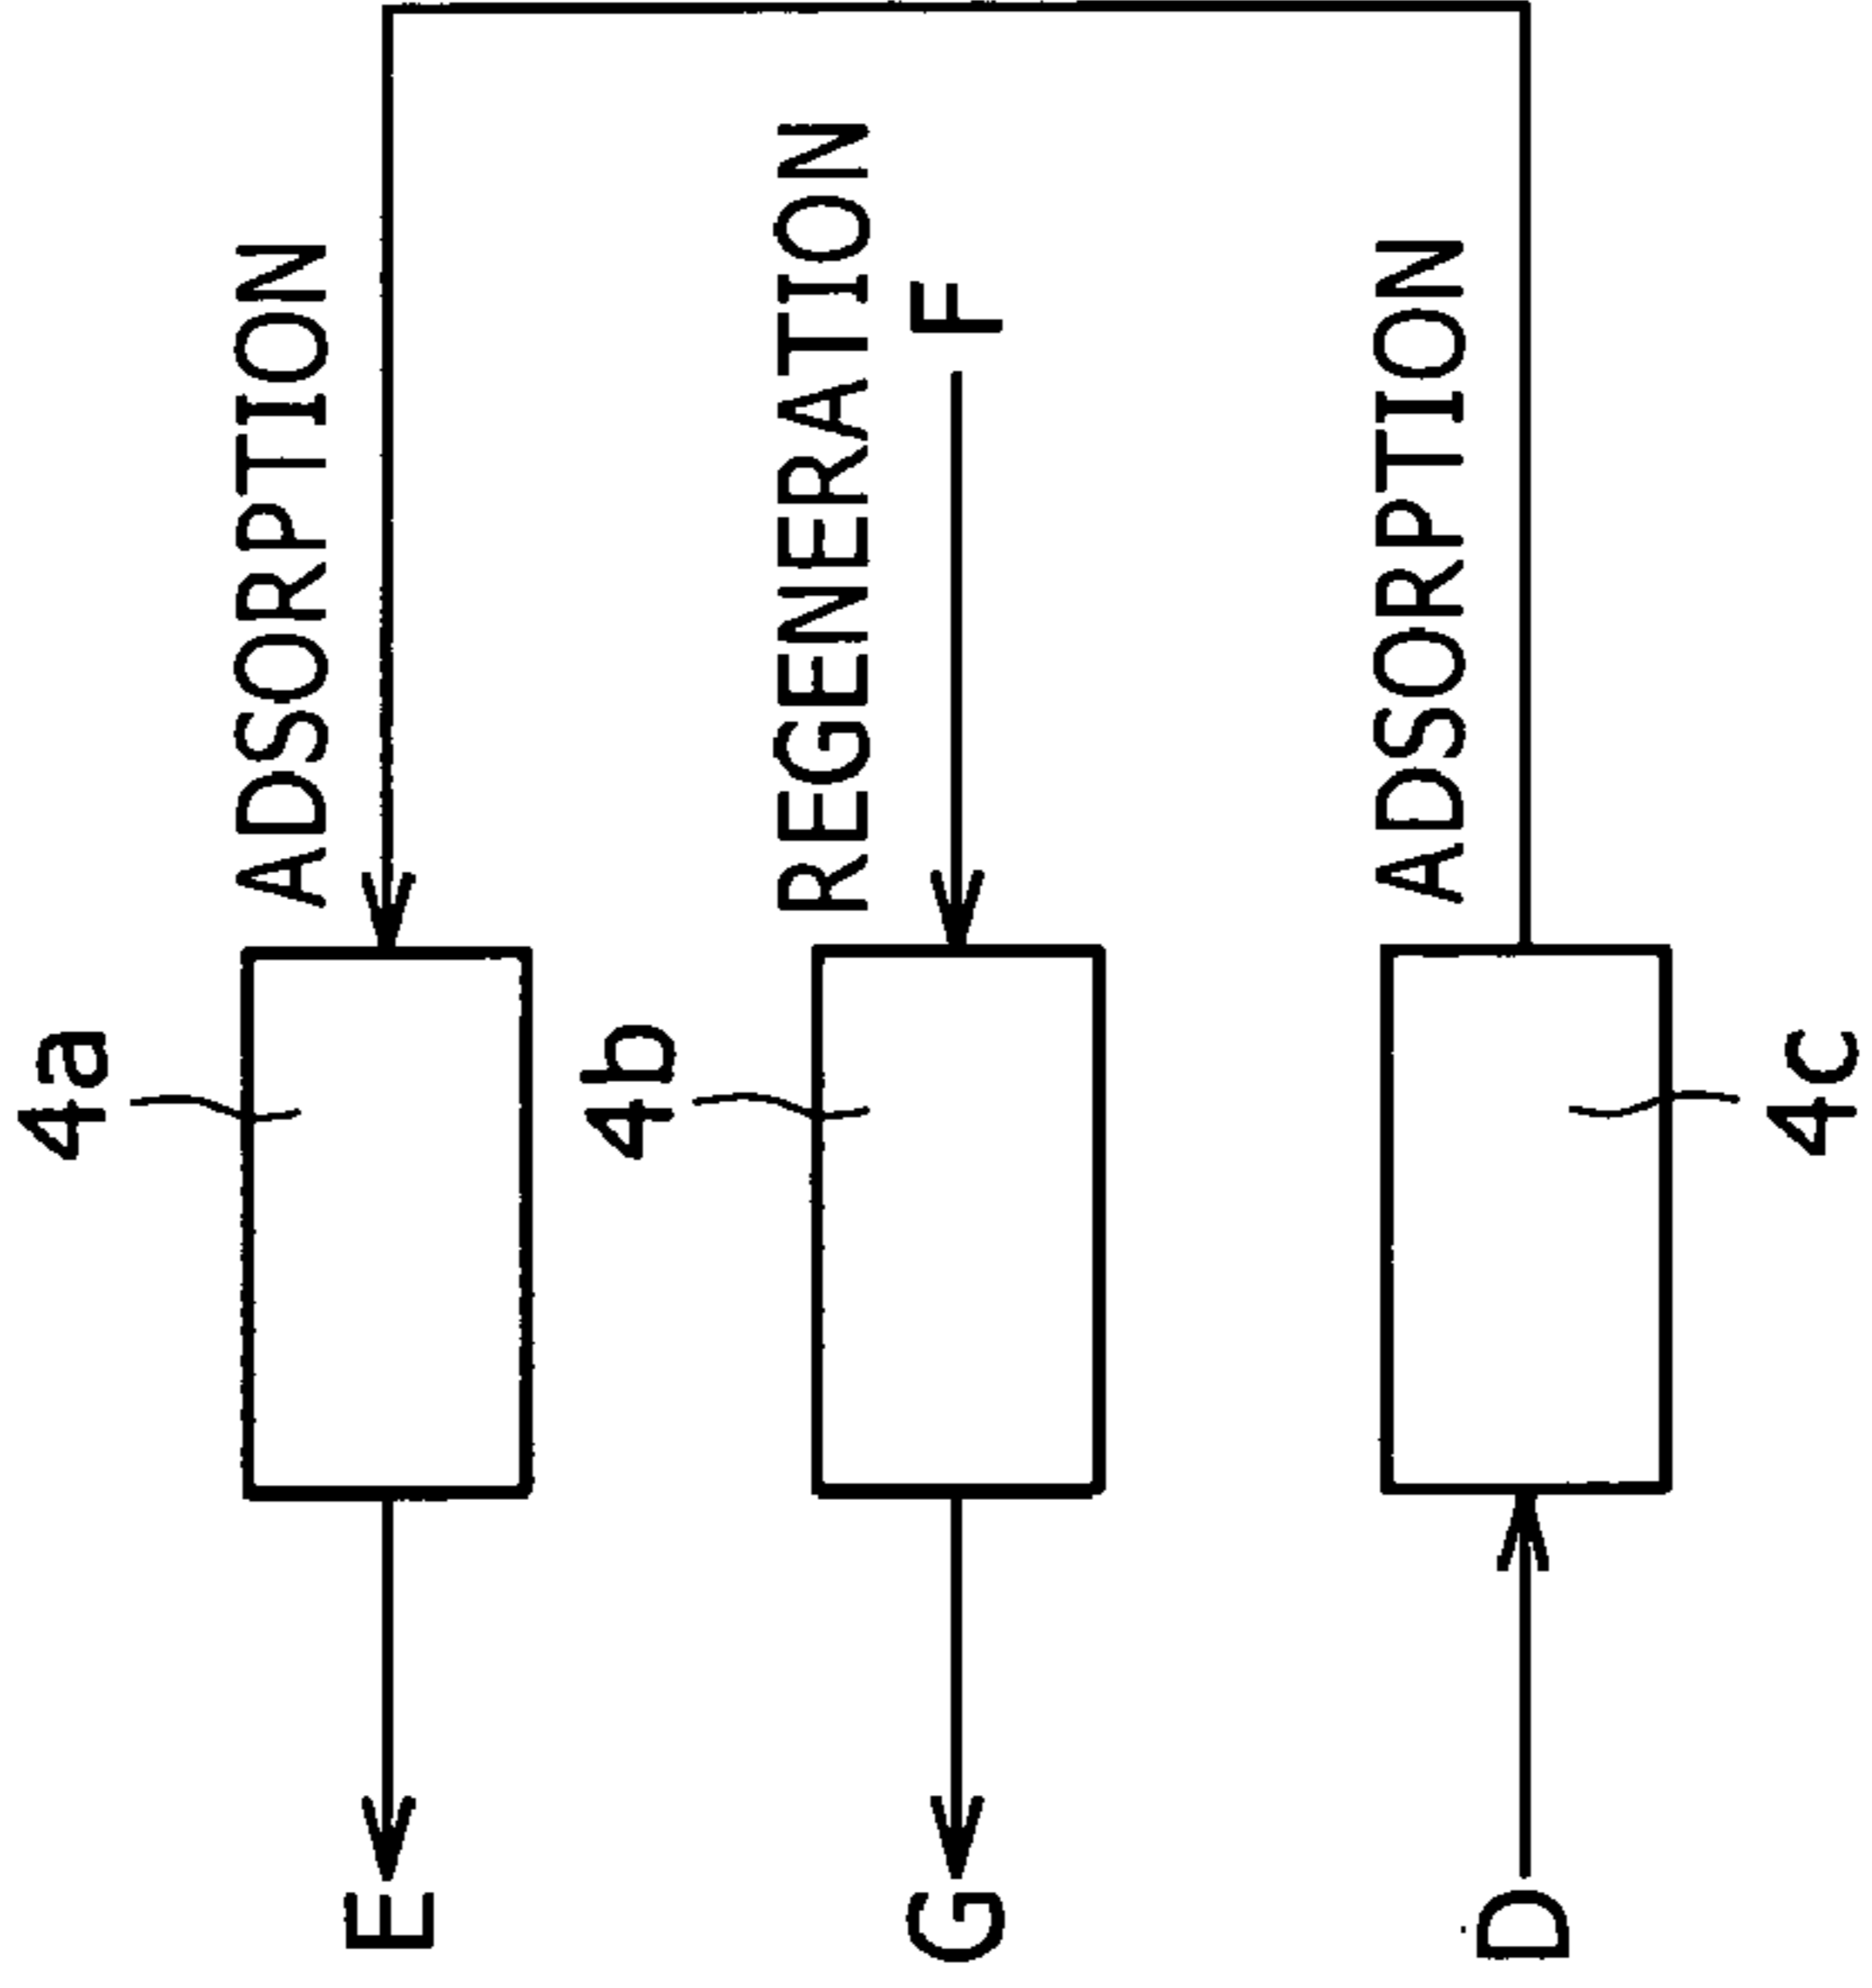 4a
ADSORPTION
E
4b
REGENERATION
F
G
ADSORPTION
4c
D